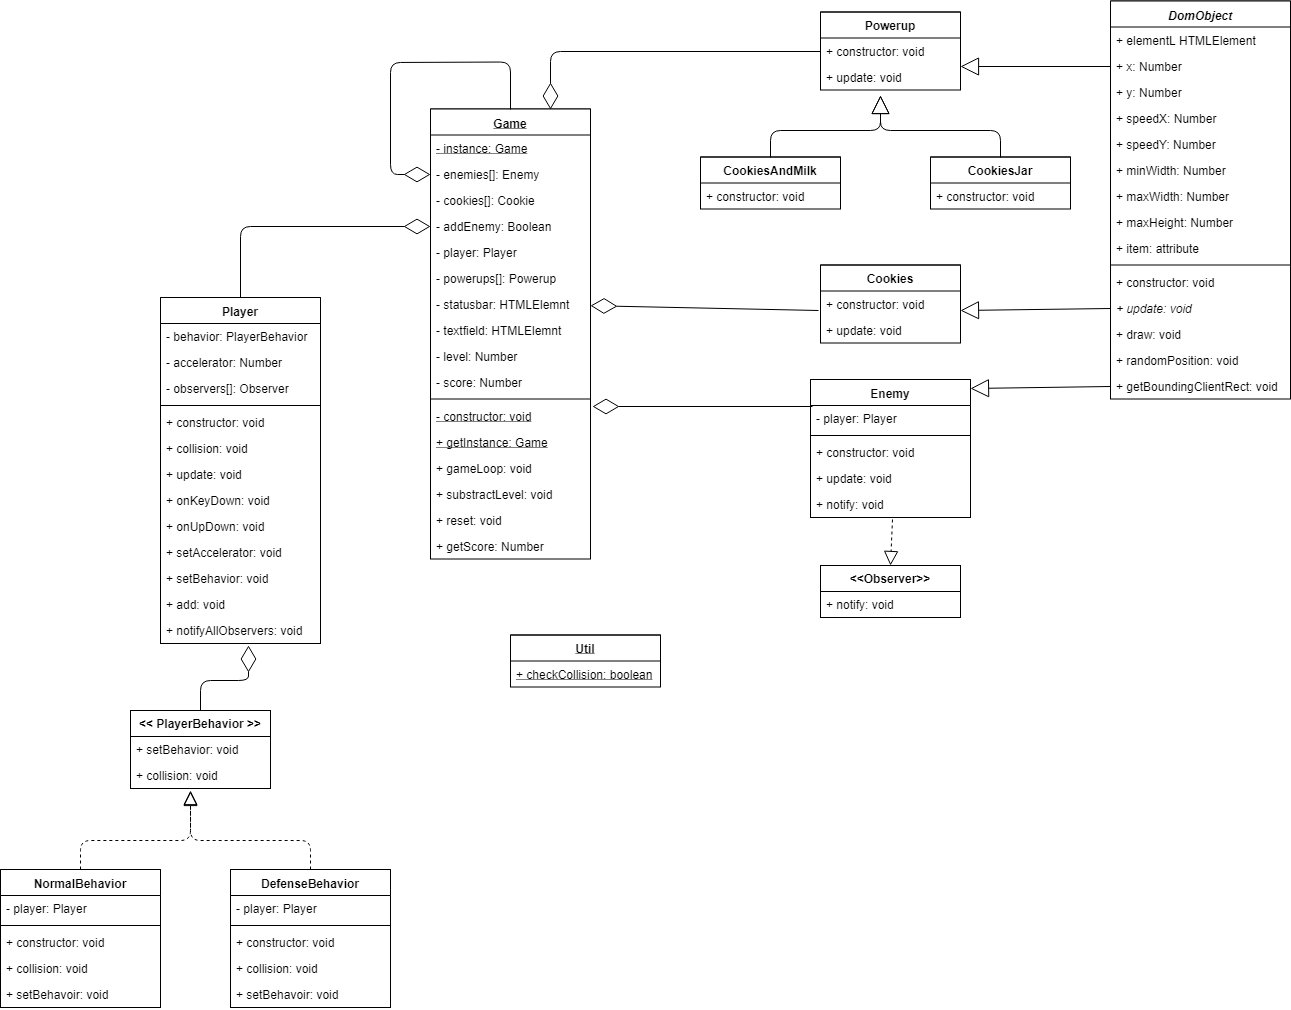 Powerup
+ constructor: void
+ update: void
DomObject
+ elementL HTMLElement
+ x: Number
+ y: Number
+ speedX: Number
+ speedY: Number
+ minWidth: Number
+ maxWidth: Number
+ maxHeight: Number
+ item: attribute
+ constructor: void
+ update: void
+ draw: void
+ randomPosition: void
+ getBoundingClientRect: void
Game
- instance: Game
- enemies[]: Enemy
- cookies[]: Cookie
- addEnemy: Boolean
- player: Player
- powerups[]: Powerup
- statusbar: HTMLElemnt
- textfield: HTMLElemnt
- level: Number
- score: Number
- constructor: void
+ getInstance: Game
+ gameLoop: void
+ substractLevel: void
+ reset: void
+ getScore: Number
CookiesAndMilk
+ constructor: void
CookiesJar
+ constructor: void
Cookies
+ constructor: void
+ update: void
Player
- behavior: PlayerBehavior
- accelerator: Number
- observers[]: Observer
+ constructor: void
+ collision: void
+ update: void
+ onKeyDown: void
+ onUpDown: void
+ setAccelerator: void
+ setBehavior: void
+ add: void
+ notifyAllObservers: void
Enemy
- player: Player
+ constructor: void
+ update: void
+ notify: void
<<Observer>>
+ notify: void
Util
+ checkCollision: boolean
<< PlayerBehavior >>
+ setBehavior: void
+ collision: void
NormalBehavior
- player: Player
+ constructor: void
+ collision: void
+ setBehavoir: void
DefenseBehavior
- player: Player
+ constructor: void
+ collision: void
+ setBehavoir: void